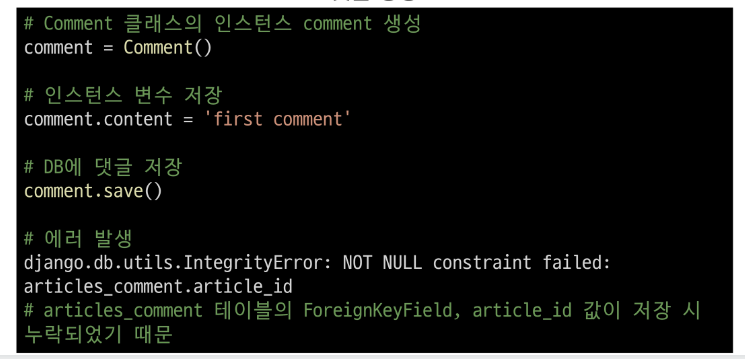 # Comment 클래스의 인스턴스 comment 생성
comment = Comment()
# 인스턴스 변수 저장
comment.content = 'first comment'
# DB에 댓글 저장
comment.save()
# 에러 발생
django.db.utils.IntegrityError: NOT NULL constraint failed:
articles_comment.article_id
# articles_comment 테이블의 ForeignKeyField, article_id 값이 저장 시
누락되었기 때문